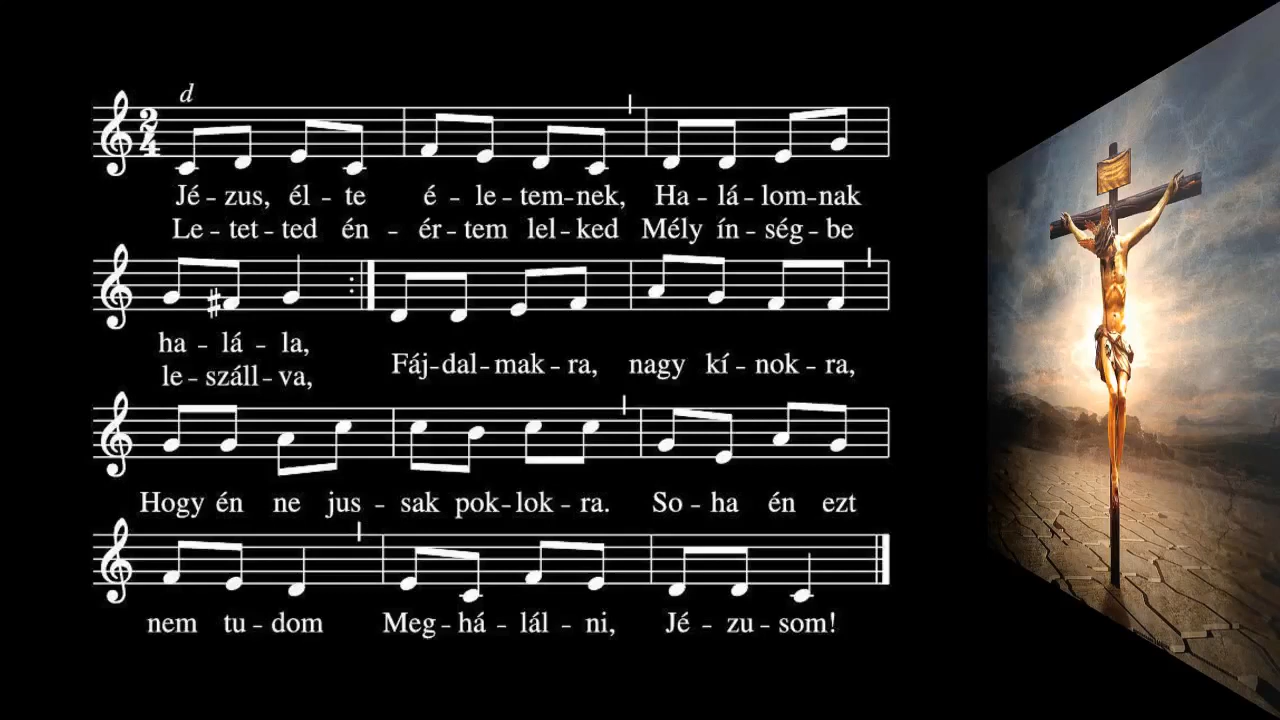 d
2
4
Jé - zus, él - te é - le - tem - nek, Ha - lá - lom - nak
Le - tet - ted én - ér - tem lel - ked Mély ín - ség - be
ha - lá - la,
le - száll - va,
Fáj - dal - mak - ra, nagy kí - nok - ra,
Hogy én ne jus - sak pok - lok - ra. So - ha én ezt
nem tu - dom Meg - há - lál - ni, Jé - zu - som!